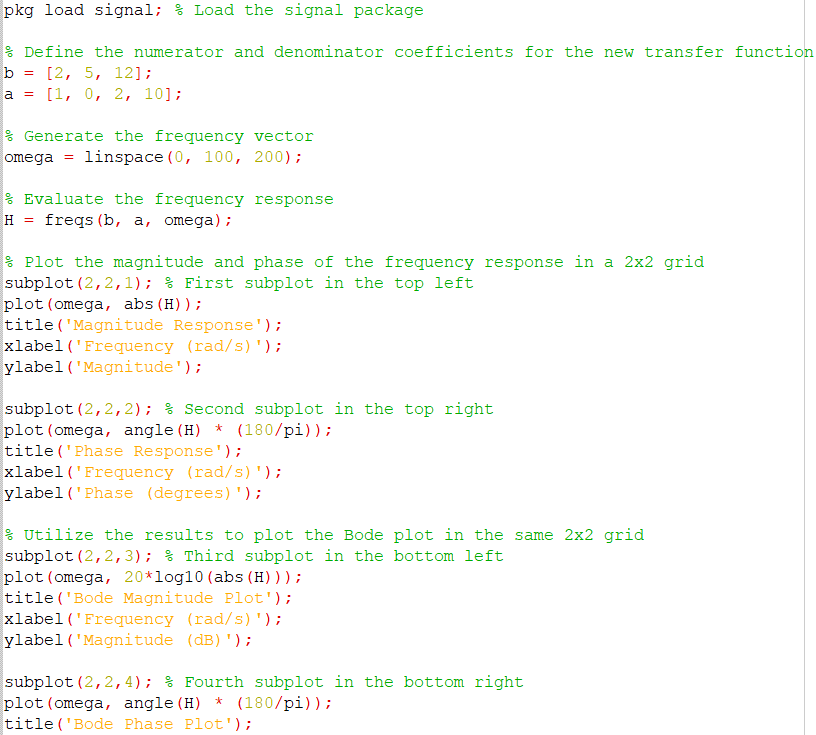 pkg load signal; % Load the signal package
% Define the numerator and denominator coefficients for the new transfer function
b = [2, 5, 12];
a = [1, 0, 2, 10];
% Generate the frequency vector
omega = linspace(0, 100, 200);
% Evaluate the frequency response
H = freqs(b, a, omega);
% Plot the magnitude and phase of the frequency response in a 2x2 grid
subplot(2,2,1); % First subplot in the top left
plot(omega, abs(H));
title('Magnitude Response');
xlabel('Frequency (rad/s)');
ylabel('Magnitude');
subplot(2,2,2); % Second subplot in the top right
plot(omega, angle(H) * (180/pi));
title('Phase Response');
xlabel('Frequency (rad/s)');
ylabel('Phase (degrees)');
% Utilize the results to plot the Bode plot in the same 2x2 grid
subplot(2,2,3); % Third subplot in the bottom left
plot(omega, 20*log10(abs(H)));
title('Bode Magnitude Plot');
xlabel('Frequency (rad/s)');
ylabel('Magnitude (dB)');
subplot(2,2,4); % Fourth subplot in the bottom right
plot(omega, angle(H) * (180/pi));
title('Bode Phase Plot');